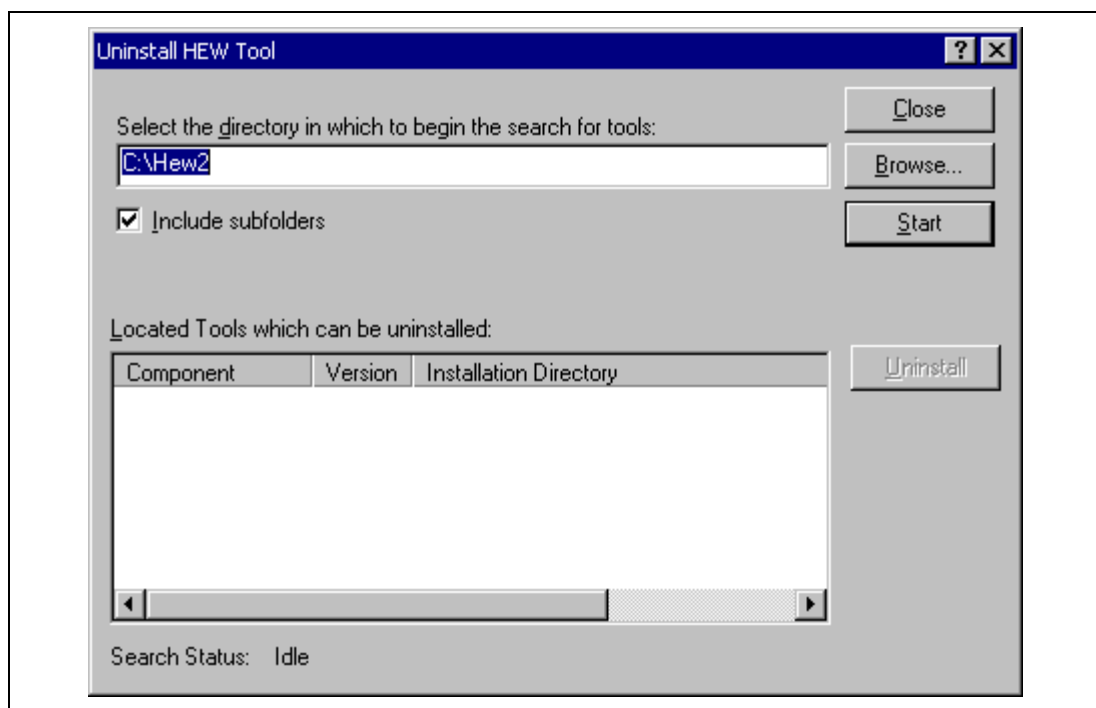 Uninstall HEW Tool
Select the directory in which to begin the search for tools:
Close
C:\Hew2
Browse...
Include subfolders
Start
Located Tools which can be uninstalled:
Component Version Installation Directory
Uninstall
Search Status: Idle